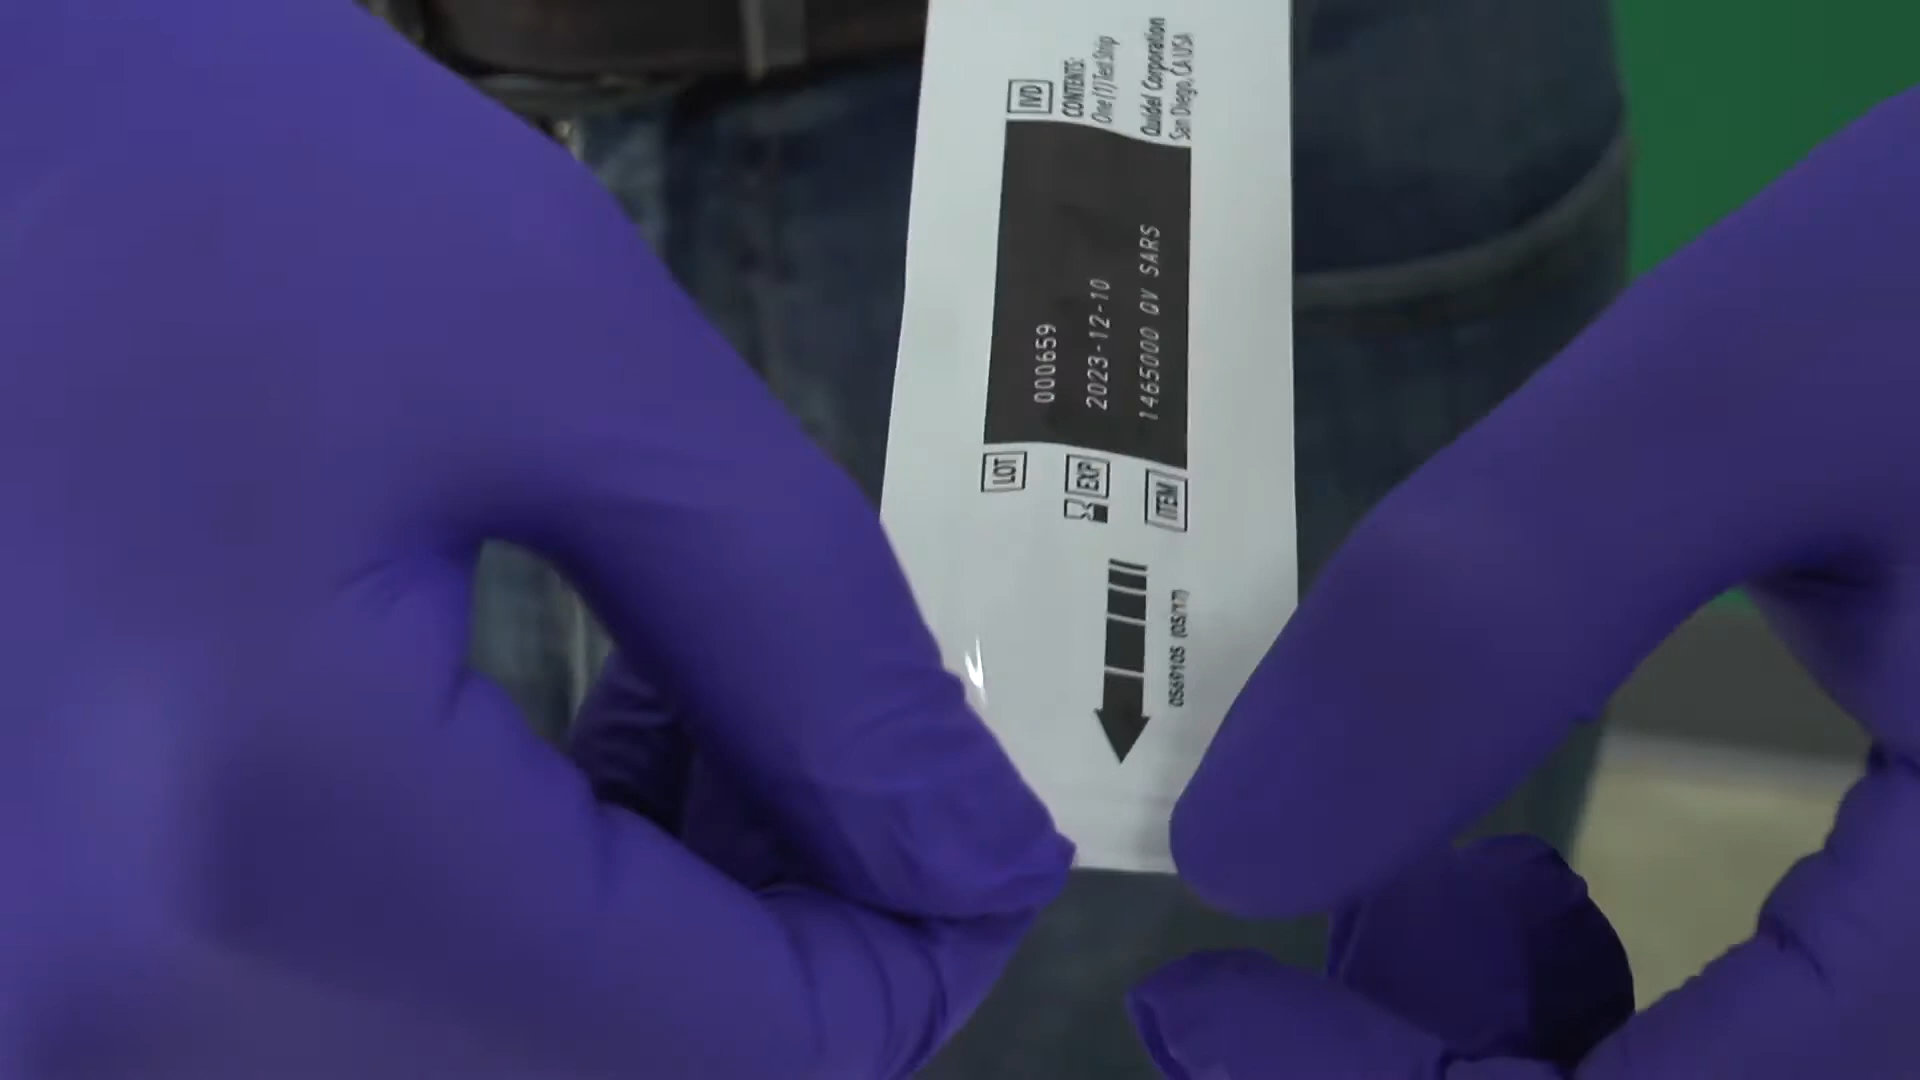 LOT 000659
EXP 2023-12-10
ITEM 1465000 QV SARS
IVD
CONTENTS:
One (1) Test Strip
Quidel Corporation
San Diego, CA USA
0569105 (05/17)